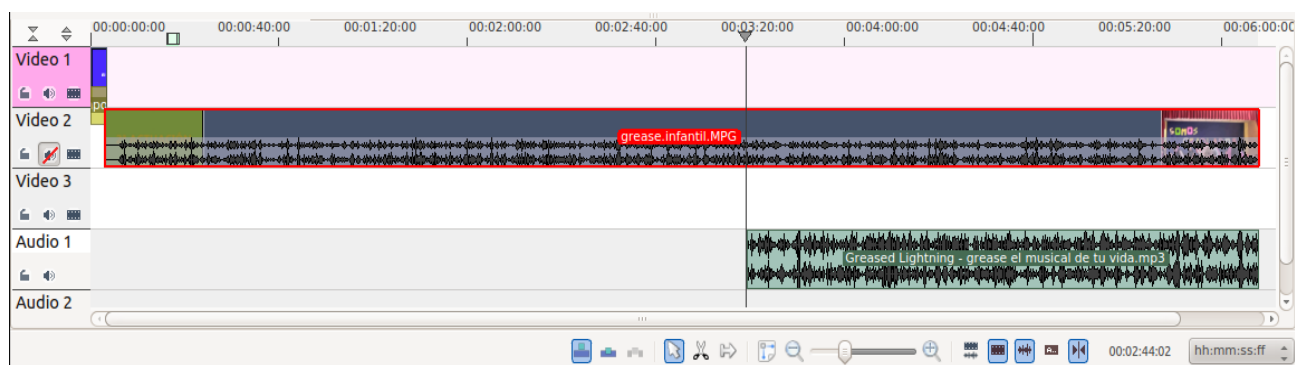 00:00:00:00 00:00:40:00 00:01:20:00 00:02:00:00 00:02:40:00 00:03:20:00 00:04:00:00 00:04:40:00 00:05:20:00 00:06:00:00
Video 1
Video 2
grease.infantil.MPG
SOMOS
Video 3
Audio 1
Greased Lightning - grease el musical de tu vida.mp3
Audio 2
00:02:44:02 hh:mm:ss:ff